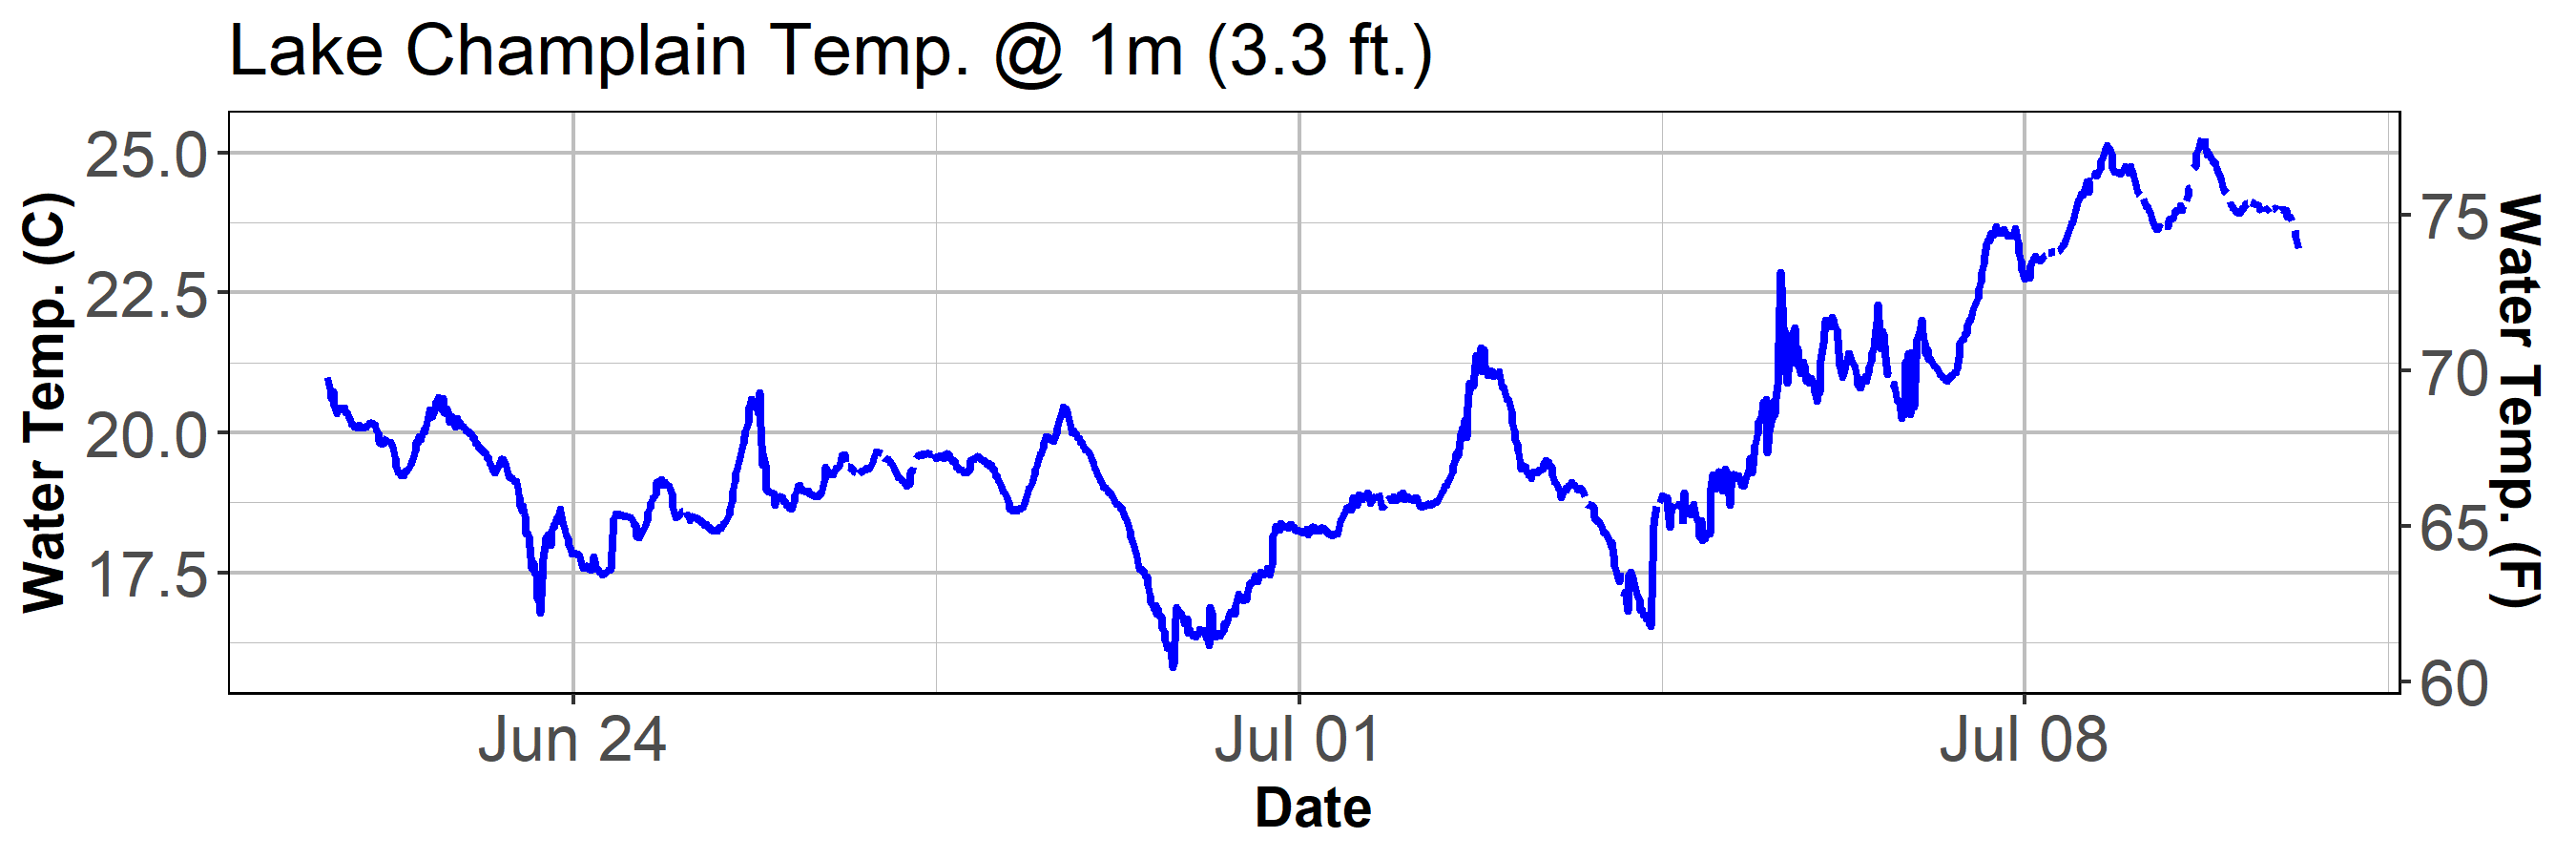 Lake Champlain Temp. @ 1m (3.3 ft.)
Water Temp. (C)
25.0
22.5
20.0
17.5
75
70
65
60
Water Temp. (F)
Jun 24
Jul 01
Jul 08
Date